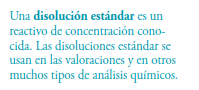 Una disolución estándar es un
reactivo de concentración cono-
cida. Las disoluciones estándar se
usan en las valoraciones y en otros
muchos tipos de análisis químicos.